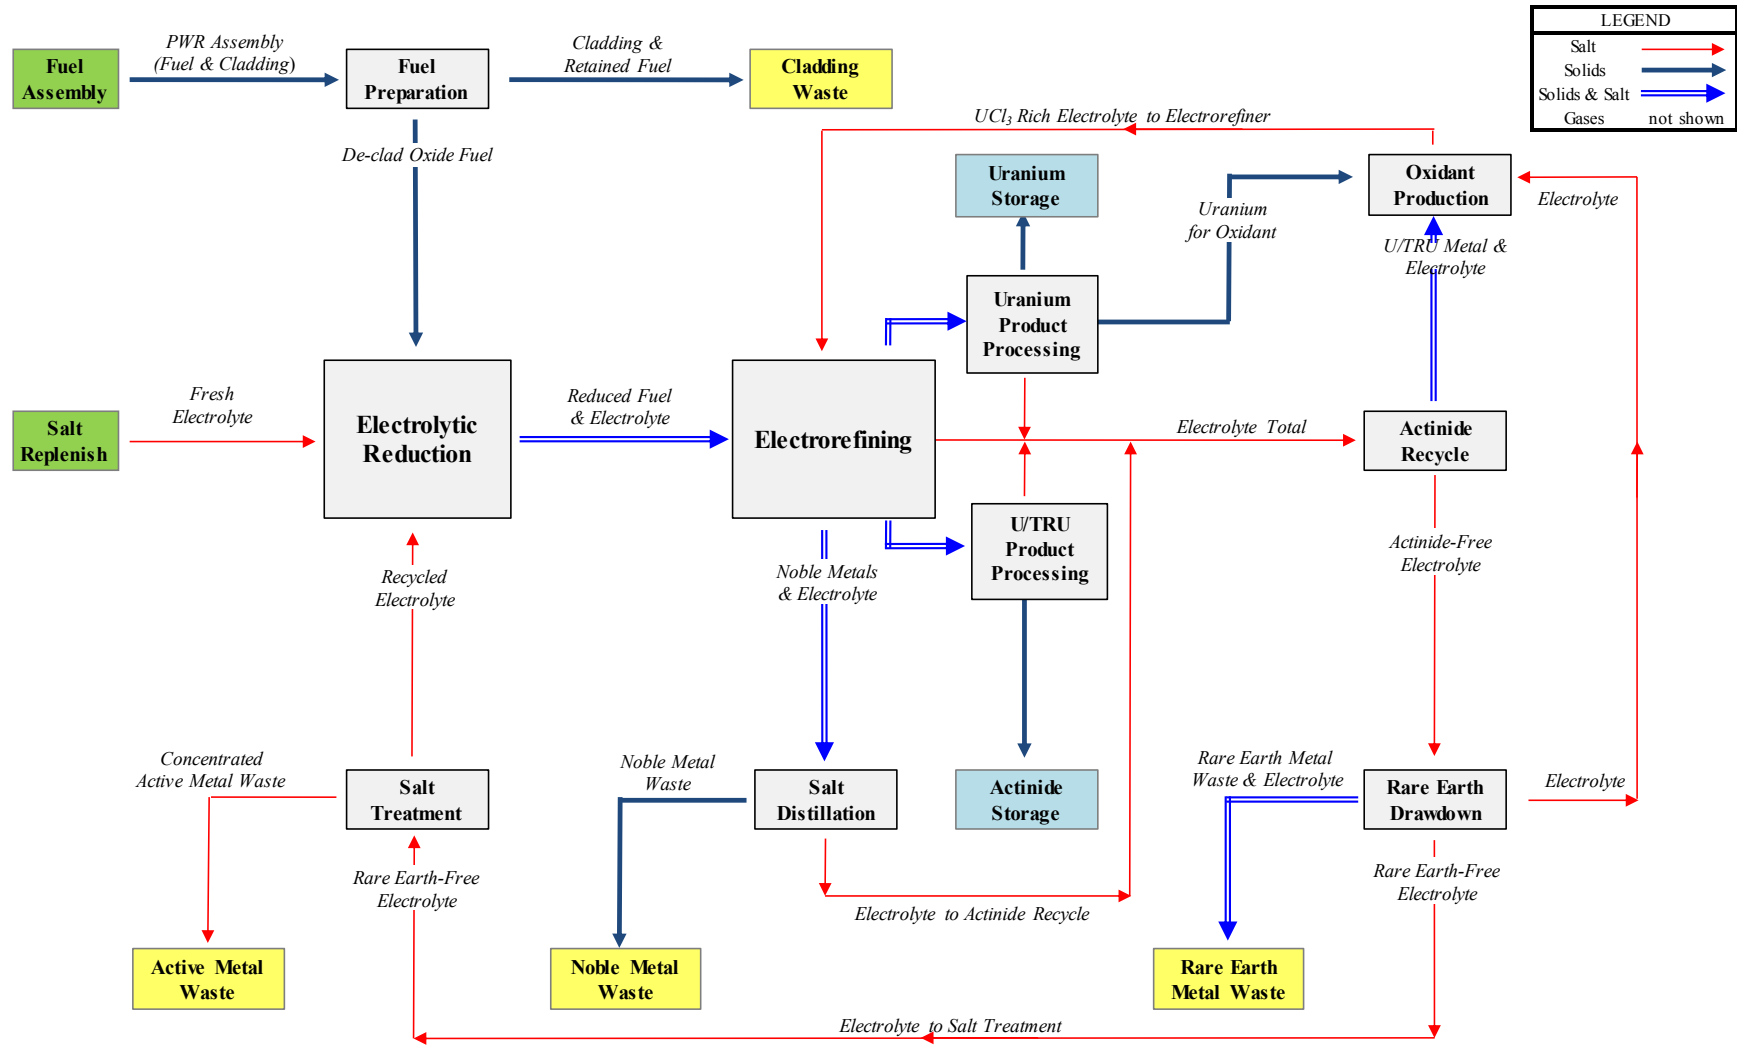 LEGEND
Salt
Solids
Solids & Salt
Gases not shown
Fuel
Assembly
PWR Assembly
(Fuel & Cladding)
Fuel
Preparation
Cladding &
Retained Fuel
Cladding
Waste
De-clad Oxide Fuel
UCl₃ Rich Electrolyte to Electrorefiner
Uranium
Storage
Uranium
for Oxidant
Oxidant
Production
Electrolyte
U/TRU Metal &
Electrolyte
Uranium
Product
Processing
Salt
Replenish
Fresh
Electrolyte
Electrolytic
Reduction
Reduced Fuel
& Electrolyte
Electrorefining
Electrolyte Total
Actinide
Recycle
U/TRU
Product
Processing
Recycled
Electrolyte
Noble Metals
& Electrolyte
Actinide-Free
Electrolyte
Concentrated
Active Metal Waste
Salt
Treatment
Noble Metal
Waste
Salt
Distillation
Actinide
Storage
Rare Earth Metal
Waste & Electrolyte
Rare Earth
Drawdown
Electrolyte
Rare Earth-Free
Electrolyte
Electrolyte to Actinide Recycle
Rare Earth-Free
Electrolyte
Active Metal
Waste
Noble Metal
Waste
Rare Earth
Metal Waste
Electrolyte to Salt Treatment